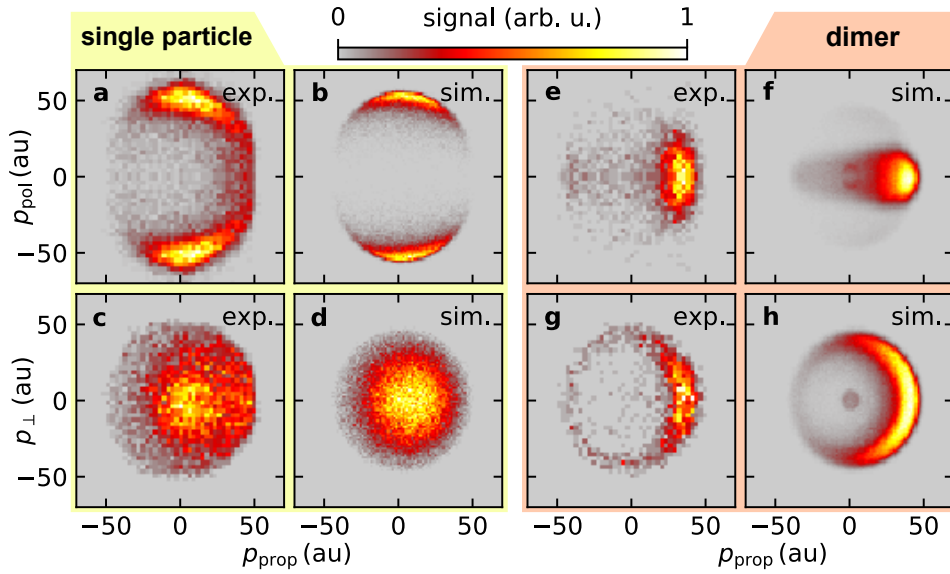 0 signal (arb. u.) 1
single particle
dimer
a exp.
b sim.
e exp.
f sim.
50
0
−50
p_pol (au)
c exp.
d sim.
g exp.
h sim.
50
0
−50
p_⊥ (au)
−50 0 50
−50 0 50
−50 0 50
−50 0 50
p_prop (au)
p_prop (au)